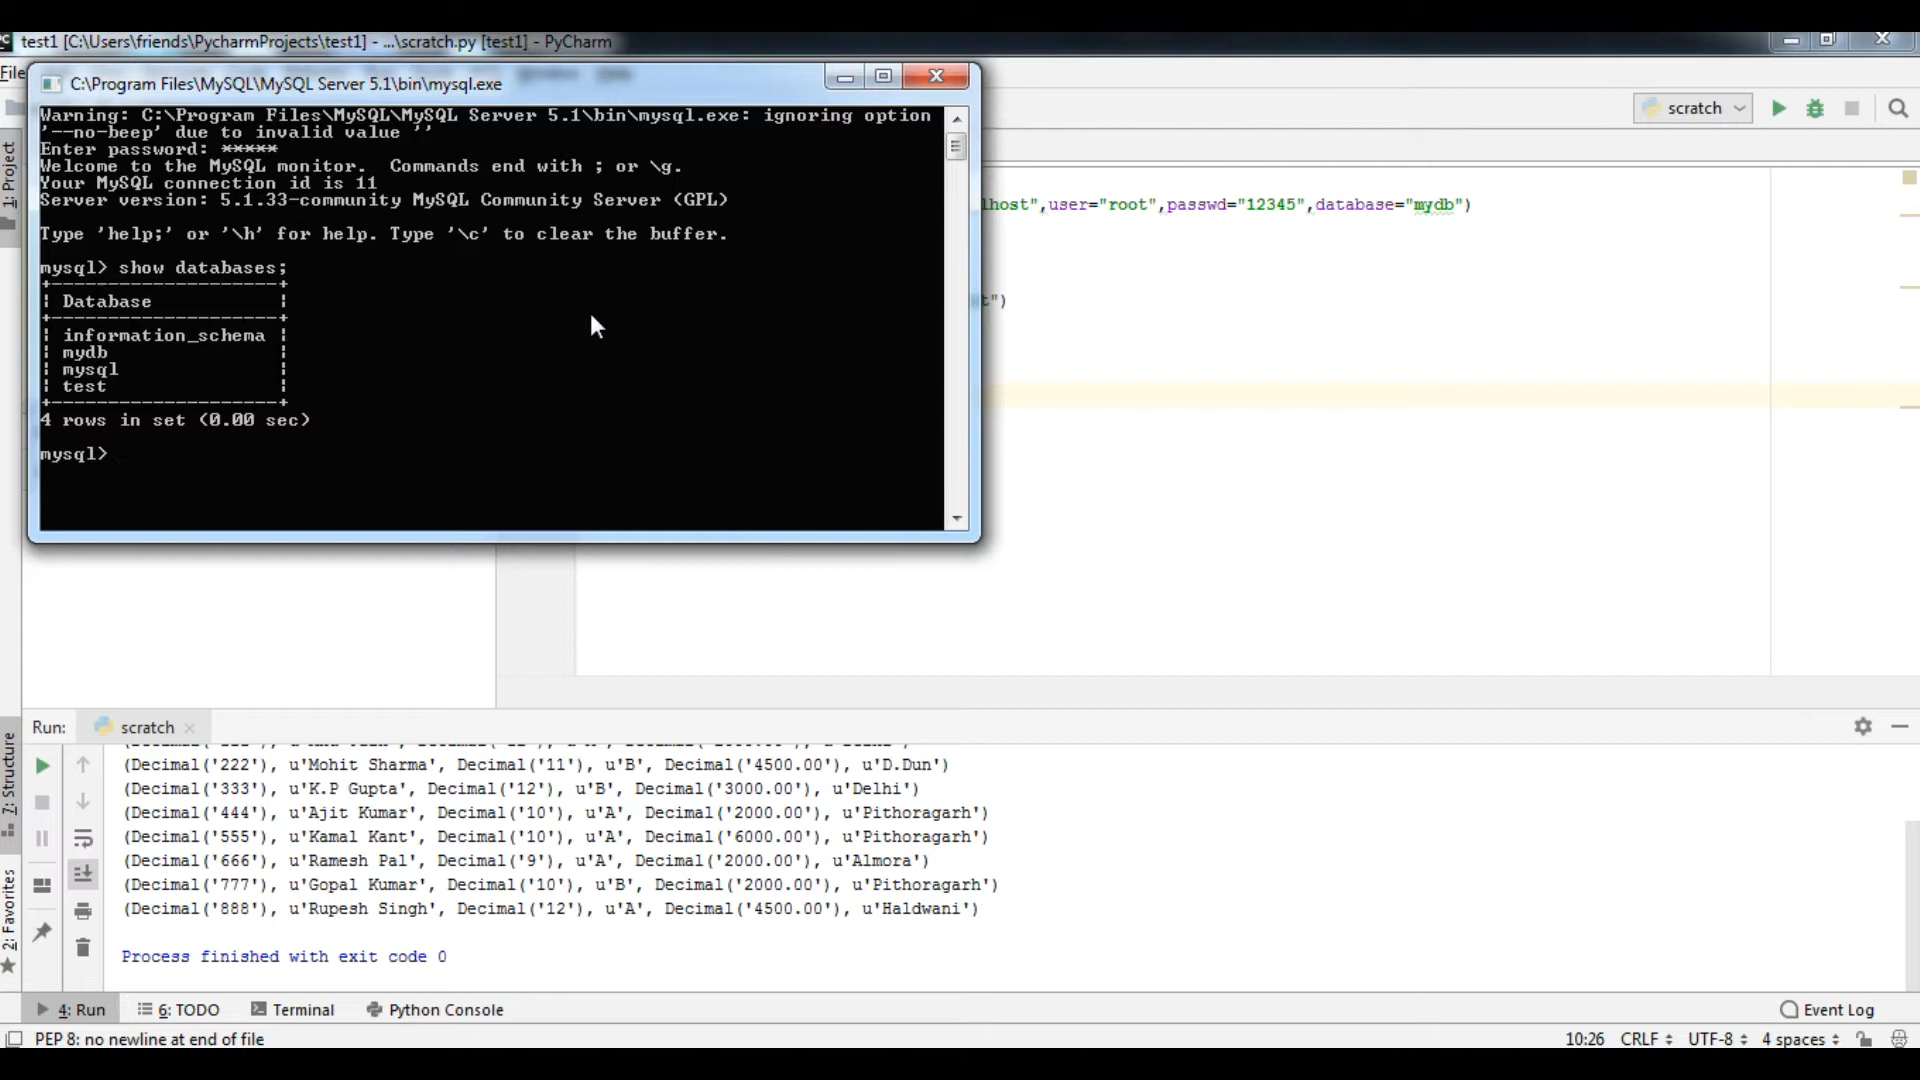 test1 [C:\Users\friends\PycharmProjects\test1] - ...\scratch.py [test1] - PyCharm
File
C:\Program Files\MySQL\MySQL Server 5.1\bin\mysql.exe
Warning: C:\Program Files\MySQL\MySQL Server 5.1\bin\mysql.exe: ignoring option
'--no-beep' due to invalid value ''
Enter password: *****
Welcome to the MySQL monitor.  Commands end with ; or \g.
Your MySQL connection id is 11
Server version: 5.1.33-community MySQL Community Server (GPL)
Type 'help;' or '\h' for help. Type '\c' to clear the buffer.
mysql> show databases;
Database
information_schema
mydb
mysql
test
4 rows in set (0.00 sec)
mysql>
scratch
lhost",user="root",passwd="12345",database="mydb")
t")
1: Project
Run: scratch
(Decimal('222'), u'Mohit Sharma', Decimal('11'), u'B', Decimal('4500.00'), u'D.Dun')
(Decimal('333'), u'K.P Gupta', Decimal('12'), u'B', Decimal('3000.00'), u'Delhi')
(Decimal('444'), u'Ajit Kumar', Decimal('10'), u'A', Decimal('2000.00'), u'Pithoragarh')
(Decimal('555'), u'Kamal Kant', Decimal('10'), u'A', Decimal('6000.00'), u'Pithoragarh')
(Decimal('666'), u'Ramesh Pal', Decimal('9'), u'A', Decimal('2000.00'), u'Almora')
(Decimal('777'), u'Gopal Kumar', Decimal('10'), u'B', Decimal('2000.00'), u'Pithoragarh')
(Decimal('888'), u'Rupesh Singh', Decimal('12'), u'A', Decimal('4500.00'), u'Haldwani')
Process finished with exit code 0
7: Structure
2: Favorites
4: Run 6: TODO Terminal Python Console Event Log
PEP 8: no newline at end of file 10:26 CRLF UTF-8 4 spaces